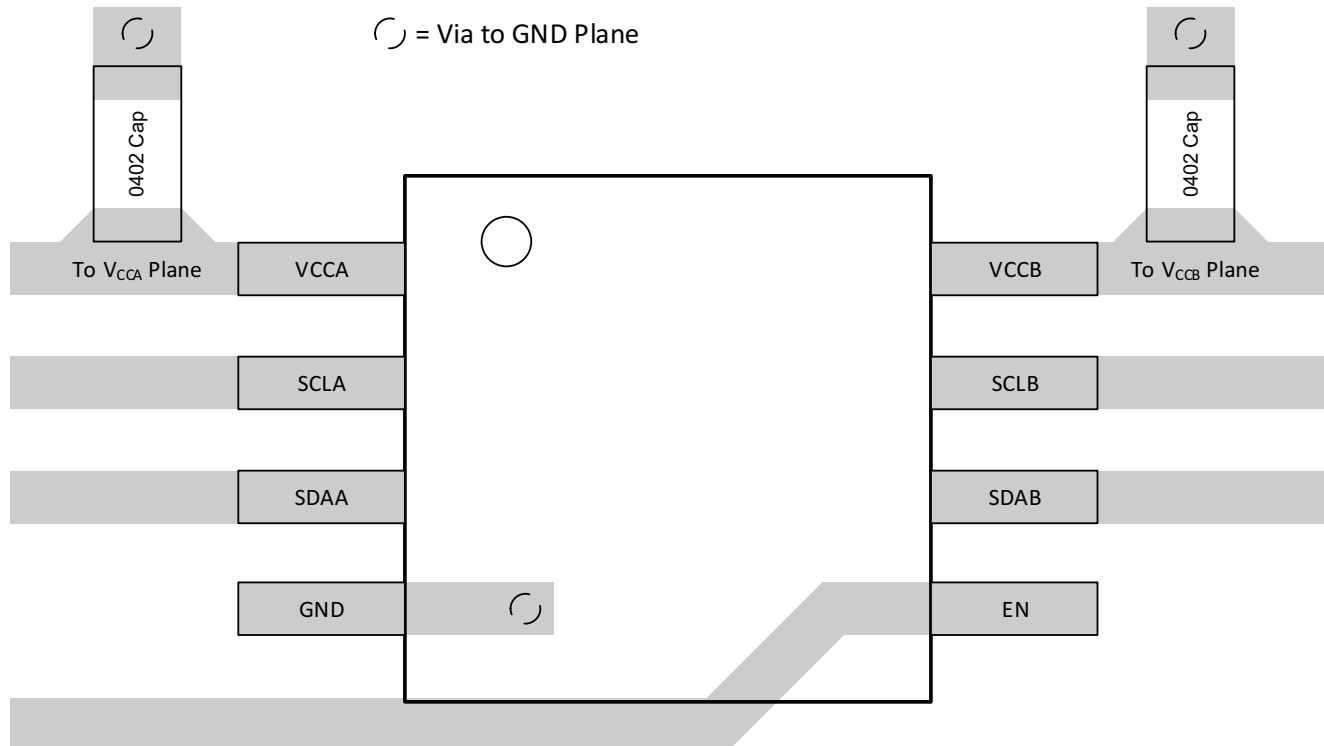 = Via to GND Plane
0402 Cap
0402 Cap
To VCCA Plane
VCCA
VCCB
To VCCB Plane
SCLA
SCLB
SDAA
SDAB
GND
EN